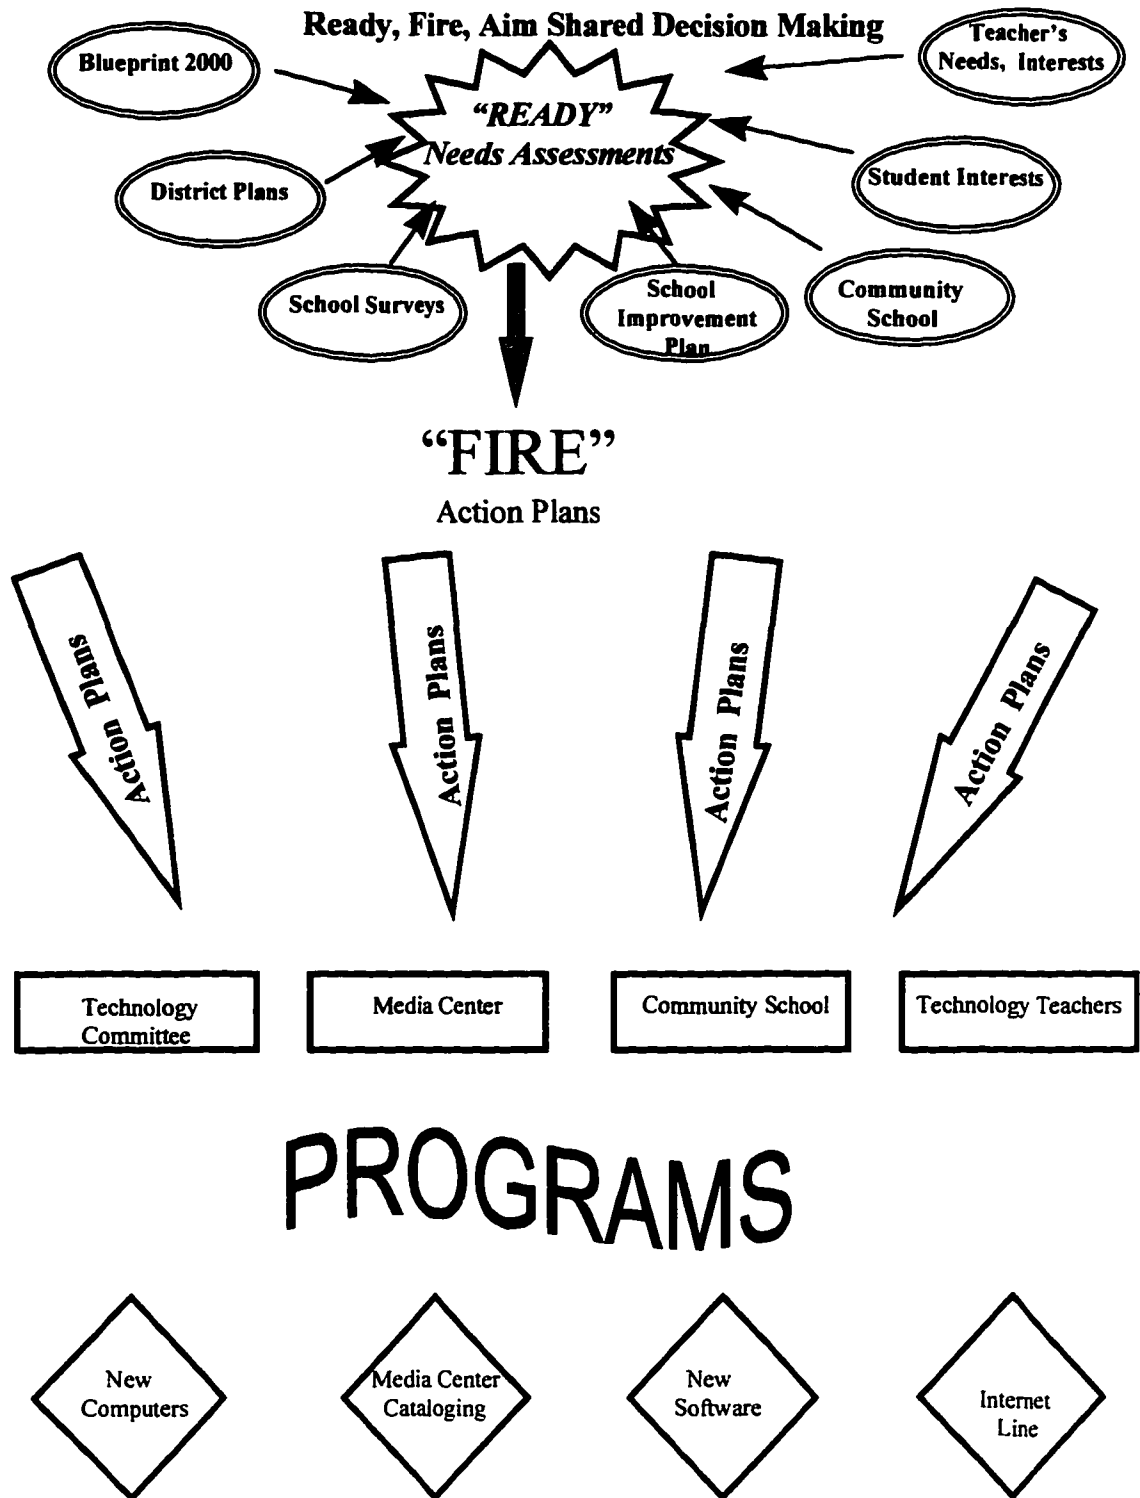 Ready, Fire, Aim Shared Decision Making
Blueprint 2000
Teacher's
Needs, Interests
“READY”
Needs Assessments
District Plans
Student Interests
School Surveys
School
Improvement
Plan
Community
School
“FIRE”
Action Plans
Action Plans
Action Plans
Action Plans
Action Plans
Technology
Committee
Media Center
Community School
Technology Teachers
PROGRAMS
New
Computers
Media Center
Cataloging
New
Software
Internet
Line